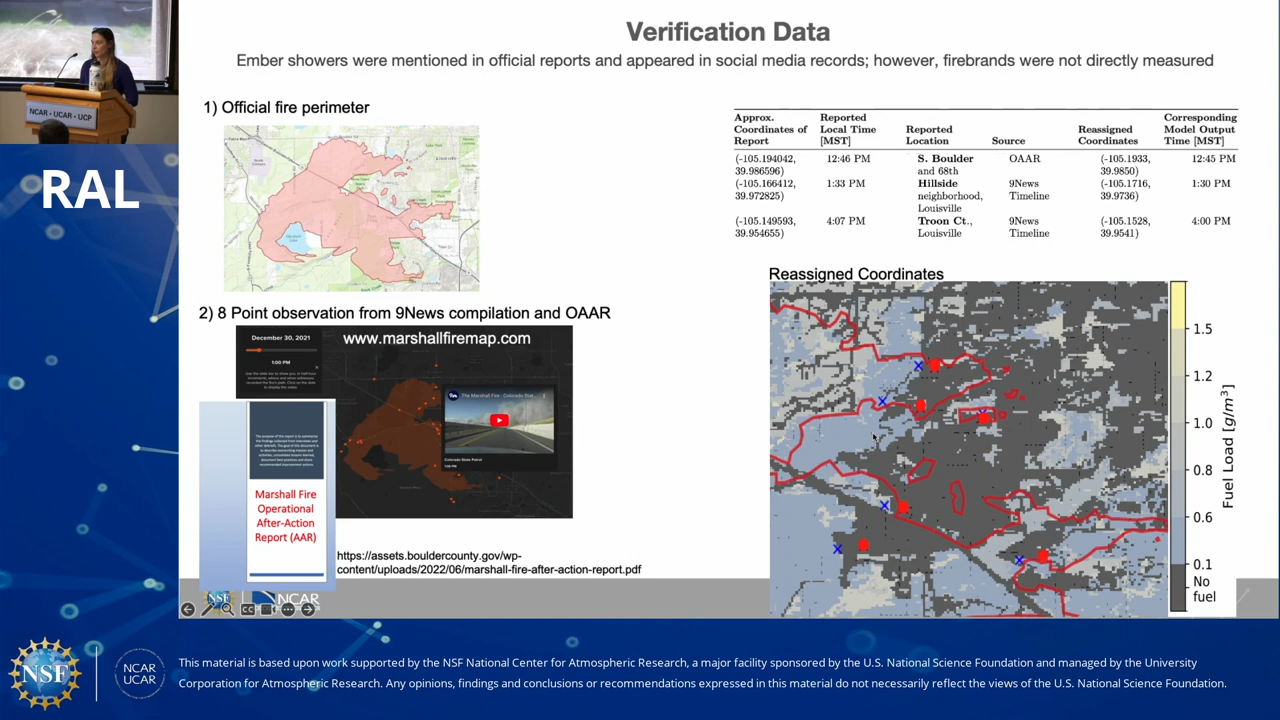 Verification Data
Ember showers were mentioned in official reports and appeared in social media records; however, firebrands were not directly measured
NCAR • UCAR • UCP
RAL
1) Official fire perimeter
2) 8 Point observation from 9News compilation and OAAR
December 30, 2021
1:00 PM
www.marshallfiremap.com
The Marshall Fire - Colorado Stat...
Colorado State Patrol
1:00 PM
Marshall Fire
Operational
After-Action
Report (AAR)
https://assets.bouldercounty.gov/wp-
content/uploads/2022/06/marshall-fire-after-action-report.pdf
Approx. Coordinates of Report | Reported Local Time [MST] | Reported Location | Source | Reassigned Coordinates | Corresponding Model Output Time [MST]
(-105.194042, 39.986596) | 12:46 PM | S. Boulder and 68th | OAAR | (-105.1933, 39.9850) | 12:45 PM
(-105.166412, 39.972825) | 1:33 PM | Hillside neighborhood, Louisville | 9News Timeline | (-105.1716, 39.9736) | 1:30 PM
(-105.149593, 39.954655) | 4:07 PM | Troon Ct., Louisville | 9News Timeline | (-105.1528, 39.9541) | 4:00 PM
Reassigned Coordinates
1.5
1.2
1.0
0.8
0.6
0.1
No
fuel
Fuel Load [g/m³]
NSF
NCAR
CC
NSF
NCAR
UCAR
This material is based upon work supported by the NSF National Center for Atmospheric Research, a major facility sponsored by the U.S. National Science Foundation and managed by the University
Corporation for Atmospheric Research. Any opinions, findings and conclusions or recommendations expressed in this material do not necessarily reflect the views of the U.S. National Science Foundation.